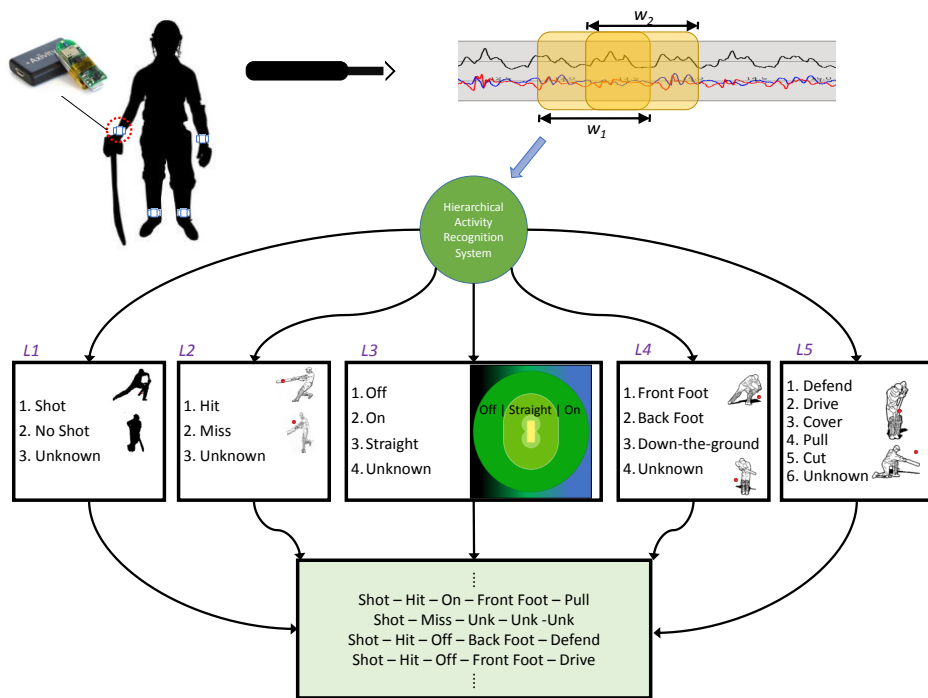 Axivity
w2
w1
Hierarchical
Activity
Recognition
System
L1
1. Shot
2. No Shot
3. Unknown
L2
1. Hit
2. Miss
3. Unknown
L3
1. Off
2. On
3. Straight
4. Unknown
Off | Straight | On
L4
1. Front Foot
2. Back Foot
3. Down-the-ground
4. Unknown
L5
1. Defend
2. Drive
3. Cover
4. Pull
5. Cut
6. Unknown
Shot – Hit – On – Front Foot – Pull
Shot – Miss – Unk – Unk -Unk
Shot – Hit – Off – Back Foot – Defend
Shot – Hit – Off – Front Foot – Drive